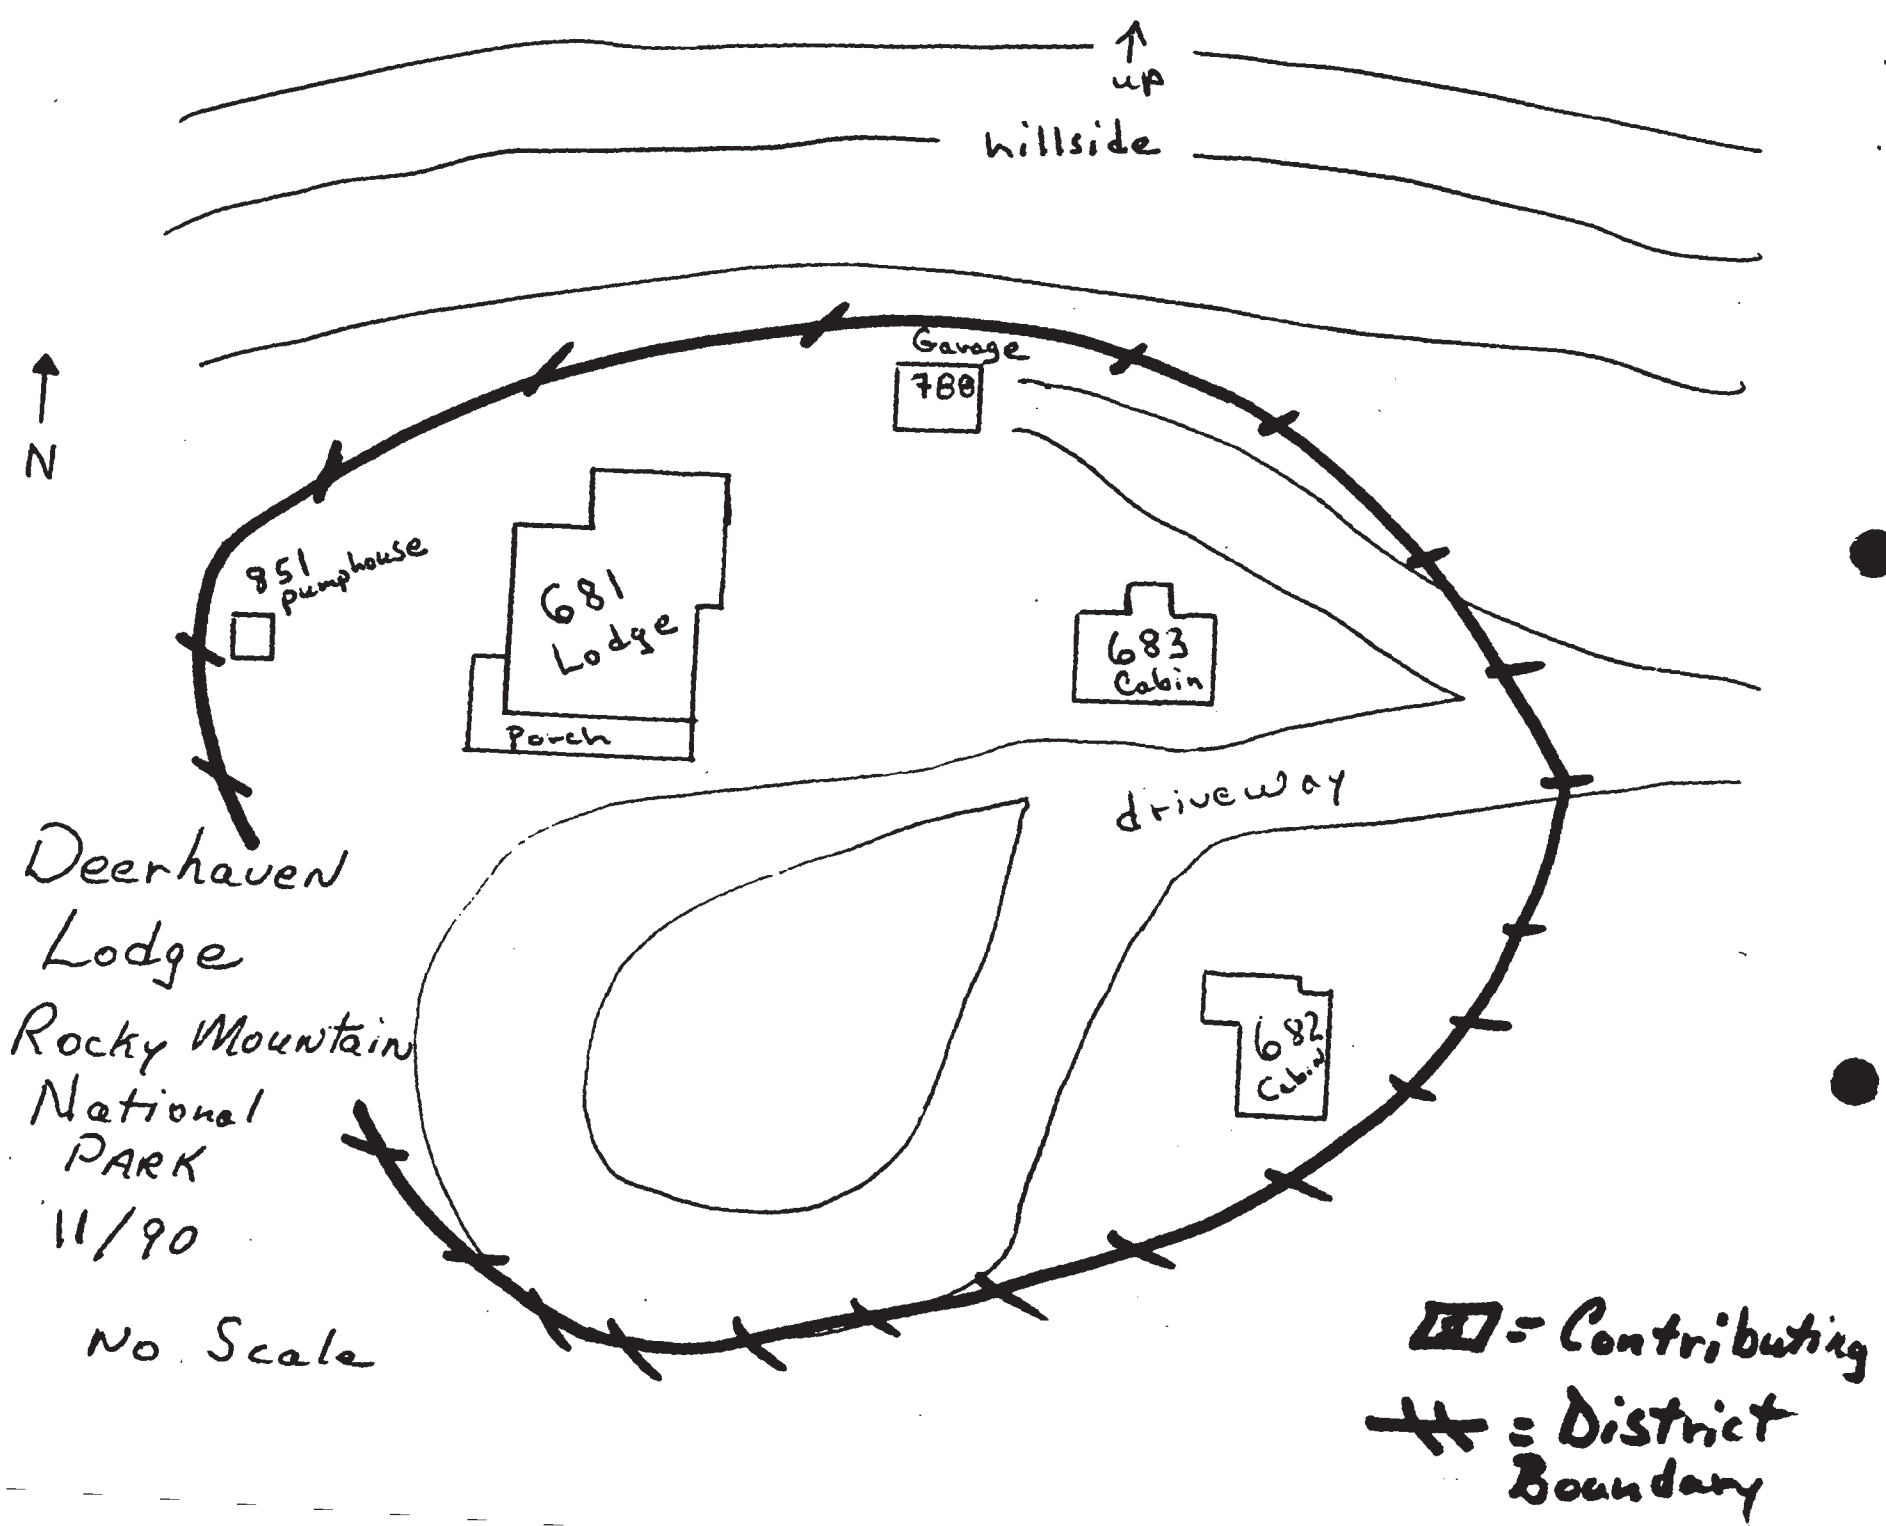 ↑
up
hillside
Garage
788
↑
N
851
pumphouse
681
Lodge
Porch
683
Cabin
driveway
682
Cabin
Deerhaven
Lodge
Rocky Mountain
National
PARK
11/90
No Scale
= Contributing
= District
Boundary